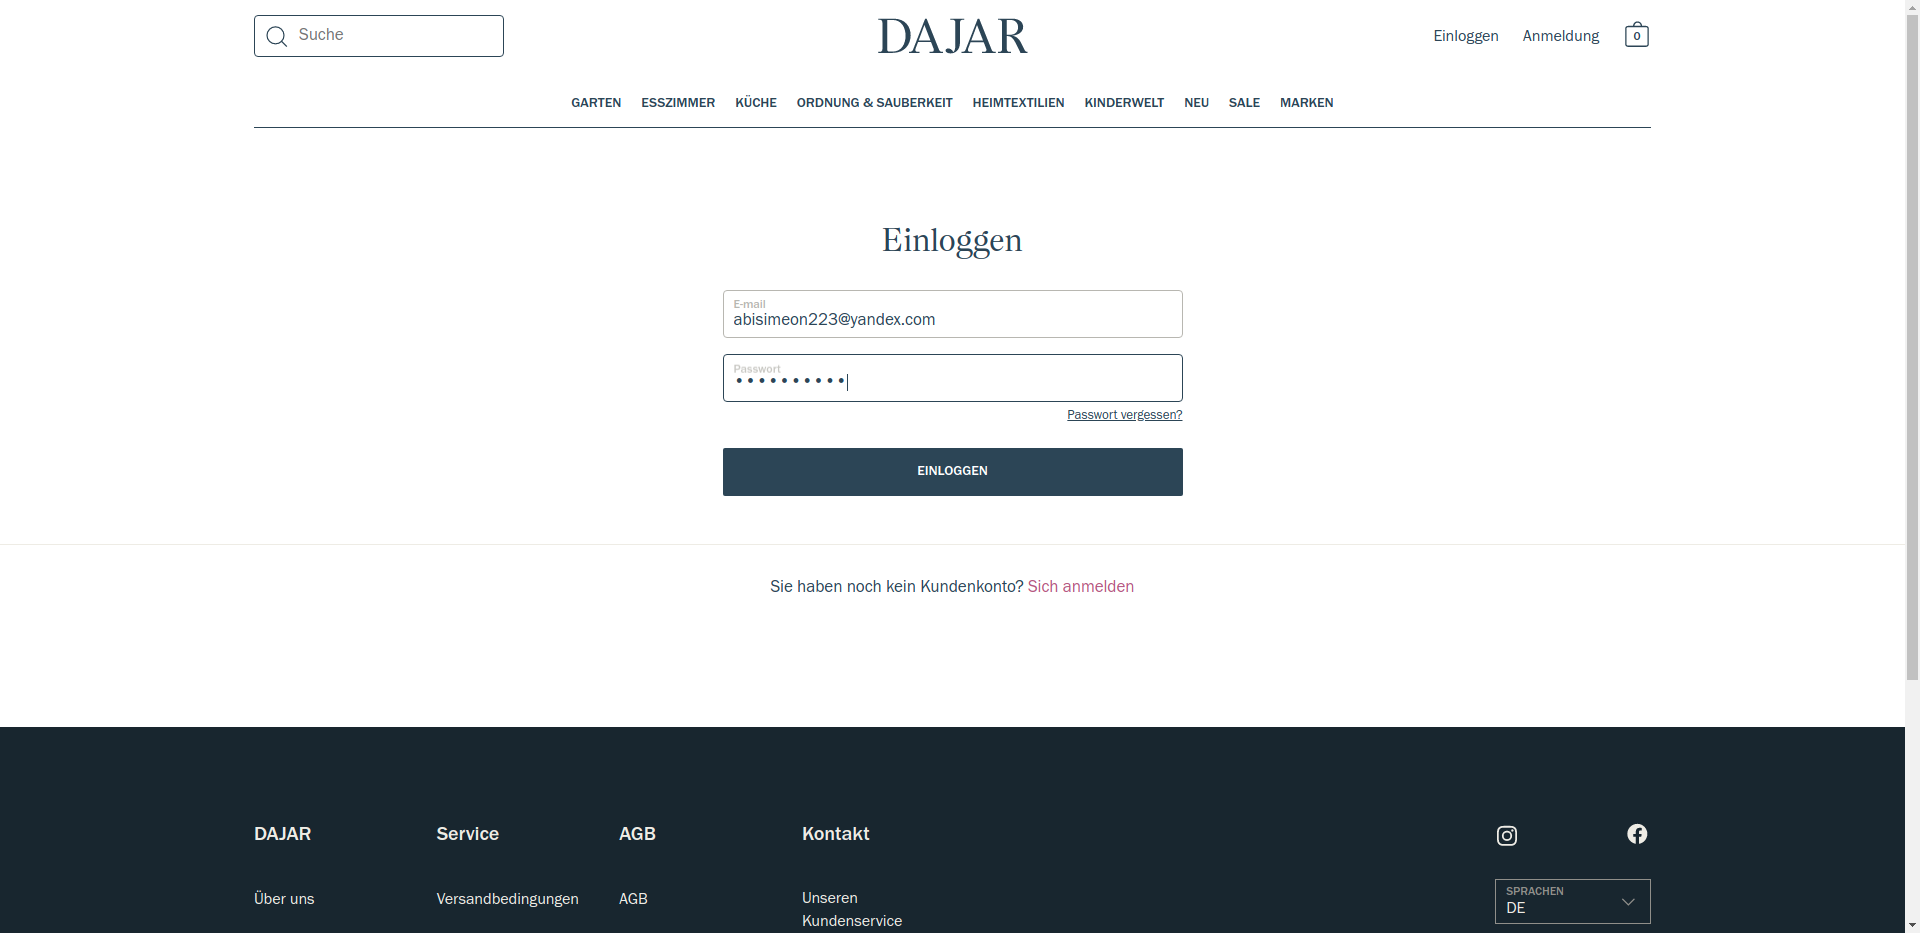 Suche
DAJAR
Einloggen
Anmeldung
0
GARTEN
ESSZIMMER
KÜCHE
ORDNUNG & SAUBERKEIT
HEIMTEXTILIEN
KINDERWELT
NEU
SALE
MARKEN
Einloggen
E-mail
abisimeon223@yandex.com
Passwort
••••••••••
Passwort vergessen?
EINLOGGEN
Sie haben noch kein Kundenkonto? Sich anmelden
DAJAR
Über uns
Service
Versandbedingungen
AGB
AGB
Kontakt
Unseren
Kundenservice
SPRACHEN
DE